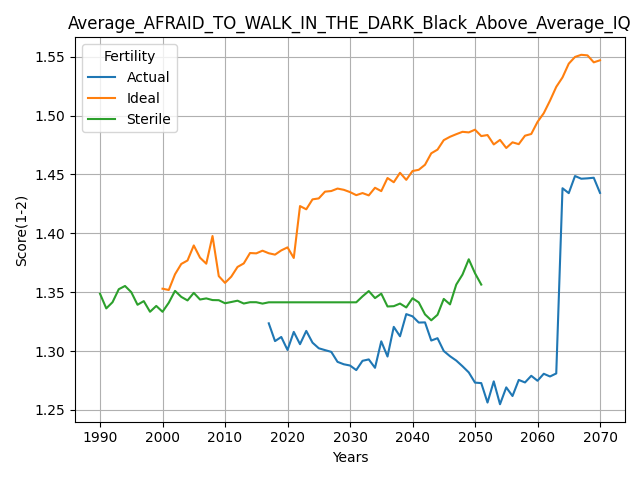 Average_AFRAID_TO_WALK_IN_THE_DARK_Black_Above_Average_IQ
Fertility
Actual
Ideal
Sterile
1.55
1.50
1.45
1.40
1.35
1.30
1.25
Score(1-2)
1990 2000 2010 2020 2030 2040 2050 2060 2070
Years